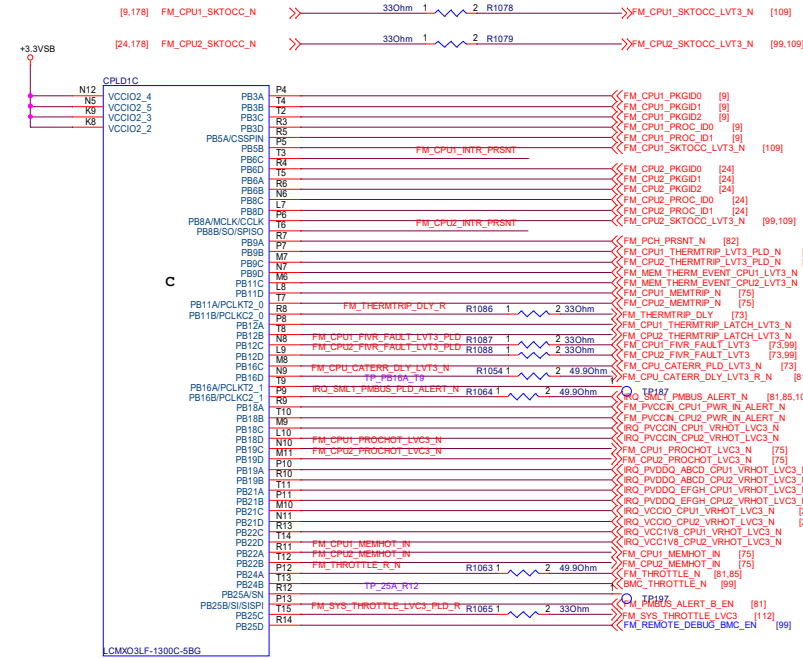 [9,178] FM_CPU1_SKTOCC_N 33Ohm 1 2 R1078 FM_CPU1_SKTOCC_LVT3_N [109]
[24,178] FM_CPU2_SKTOCC_N 33Ohm 1 2 R1079 FM_CPU2_SKTOCC_LVT3_N [99,109]
+3.3VSB
CPLD1C
N12 VCCIO2_4
N5 VCCIO2_5
K9 VCCIO2_3
K8 VCCIO2_2
C
PB3A P4 FM_CPU1_PKGID0 [9]
PB3B T4 FM_CPU1_PKGID1 [9]
PB3C T2 FM_CPU1_PKGID2 [9]
PB3D R3 FM_CPU1_PROC_ID0 [9]
PB5A/CSSPIN R5 FM_CPU1_PROC_ID1 [9]
PB5B P5 FM_CPU1_SKTOCC_LVT3_N [109]
PB6C T3 FM_CPU1_INTR_PRSNT
PB6D R4 FM_CPU2_PKGID0 [24]
PB6A T5 FM_CPU2_PKGID1 [24]
PB6B R6 FM_CPU2_PKGID2 [24]
PB8C N6 FM_CPU2_PROC_ID0 [24]
PB8D L7 FM_CPU2_PROC_ID1 [24]
PB8A/MCLK/CCLK P6 FM_CPU2_SKTOCC_LVT3_N [99,109]
PB8B/SO/SPISO T6 FM_CPU2_INTR_PRSNT
PB9A R7 FM_PCH_PRSNT_N [82]
PB9B P7 FM_CPU1_THERMTRIP_LVT3_PLD_N [
PB9C M7 FM_CPU2_THERMTRIP_LVT3_PLD_N [
PB9D N7 FM_MEM_THERM_EVENT_CPU1_LVT3_N
PB11C M6 FM_MEM_THERM_EVENT_CPU2_LVT3_N
PB11D L8 FM_CPU1_MEMTRIP_N [75]
PB11A/PCLKT2_0 T7 FM_CPU2_MEMTRIP_N [75]
PB11B/PCLKC2_0 R8 FM_THERMTRIP_DLY_R R1086 1 2 33Ohm FM_THERMTRIP_DLY [73]
PB12A P8 FM_CPU1_THERMTRIP_LATCH_LVT3_N
PB12B T8 FM_CPU2_THERMTRIP_LATCH_LVT3_N
PB12C N8 FM_CPU1_FIVR_FAULT_LVT3_PLD R1087 1 2 33Ohm FM_CPU1_FIVR_FAULT_LVT3 [73,99]
PB12D L9 FM_CPU2_FIVR_FAULT_LVT3_PLD R1088 1 2 33Ohm FM_CPU2_FIVR_FAULT_LVT3 [73,99]
PB16C M8 FM_CPU_CATERR_PLD_LVT3_N [73]
PB16D N9 FM_CPU_CATERR_DLY_LVT3_N R1054 1 2 49.9Ohm FM_CPU_CATERR_DLY_LVT3_R_N [8
PB16A/PCLKT2_1 T9 TP_PB16A_T9 1 TP187
PB16B/PCLKC2_1 P9 IRQ_SML1_PMBUS_PLD_ALERT_N R1064 1 2 49.9Ohm IRQ_SML1_PMBUS_ALERT_N [81,85,10
PB18A R9 FM_PVCCIN_CPU1_PWR_IN_ALERT_N
PB18B T10 FM_PVCCIN_CPU2_PWR_IN_ALERT_N
PB18C M9 IRQ_PVCCIN_CPU1_VRHOT_LVC3_N
PB18D L10 IRQ_PVCCIN_CPU2_VRHOT_LVC3_N
PB19C N10 FM_CPU1_PROCHOT_LVC3_N FM_CPU1_PROCHOT_LVC3_N [75]
PB19D M11 FM_CPU2_PROCHOT_LVC3_N FM_CPU2_PROCHOT_LVC3_N [75]
PB19A P10 IRQ_PVDDQ_ABCD_CPU1_VRHOT_LVC3_N
PB19B R10 IRQ_PVDDQ_ABCD_CPU2_VRHOT_LVC3_N
PB21A T11 IRQ_PVDDQ_EFGH_CPU1_VRHOT_LVC3_N
PB21B P11 IRQ_PVDDQ_EFGH_CPU2_VRHOT_LVC3_N
PB21C M10 IRQ_VCCIO_CPU1_VRHOT_LVC3_N [
PB21D N11 IRQ_VCCIO_CPU2_VRHOT_LVC3_N [
PB22C R13 IRQ_VCC1V8_CPU1_VRHOT_LVC3_N
PB22D T14 IRQ_VCC1V8_CPU2_VRHOT_LVC3_N
PB22A R11 FM_CPU1_MEMHOT_IN FM_CPU1_MEMHOT_IN [75]
PB22B T12 FM_CPU2_MEMHOT_IN FM_CPU2_MEMHOT_IN [75]
PB24A P12 FM_THROTTLE_R_N R1063 1 2 49.9Ohm FM_THROTTLE_N [81,85]
PB24B T13 BMC_THROTTLE_N [99]
PB25A/SN R12 TP_25A_R12 1 TP197
PB25B/SI/SISPI P13 FM_PMBUS_ALERT_B_EN [81]
PB25C T15 FM_SYS_THROTTLE_LVC3_PLD_R R1065 1 2 33Ohm FM_SYS_THROTTLE_LVC3 [112]
PB25D R14 FM_REMOTE_DEBUG_BMC_EN [99]
LCMXO3LF-1300C-5BG